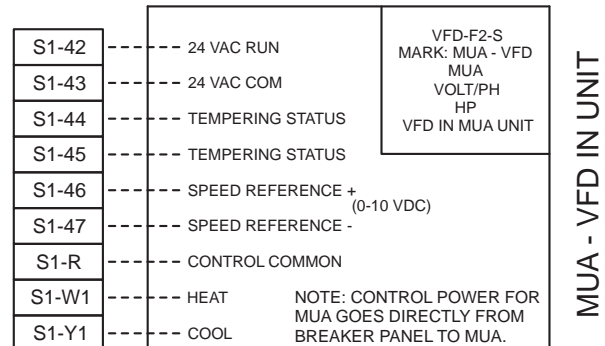 VFD-F2-S
MARK: MUA - VFD
MUA
VOLT/PH
HP
VFD IN MUA UNIT
S1-42 24 VAC RUN
S1-43 24 VAC COM
S1-44 TEMPERING STATUS
S1-45 TEMPERING STATUS
S1-46 SPEED REFERENCE +
(0-10 VDC)
S1-47 SPEED REFERENCE -
S1-R CONTROL COMMON
S1-W1 HEAT
S1-Y1 COOL
NOTE: CONTROL POWER FOR
MUA GOES DIRECTLY FROM
BREAKER PANEL TO MUA.
MUA - VFD IN UNIT